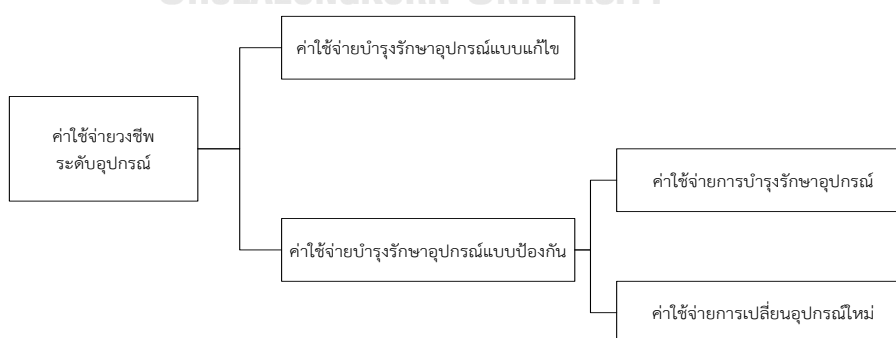 CHULALONGKORN UNIVERSITY
ค่าใช้จ่ายบำรุงรักษาอุปกรณ์แบบแก้ไข
ค่าใช้จ่ายวงชีพ
ระดับอุปกรณ์
ค่าใช้จ่ายการบำรุงรักษาอุปกรณ์
ค่าใช้จ่ายบำรุงรักษาอุปกรณ์แบบป้องกัน
ค่าใช้จ่ายการเปลี่ยนอุปกรณ์ใหม่